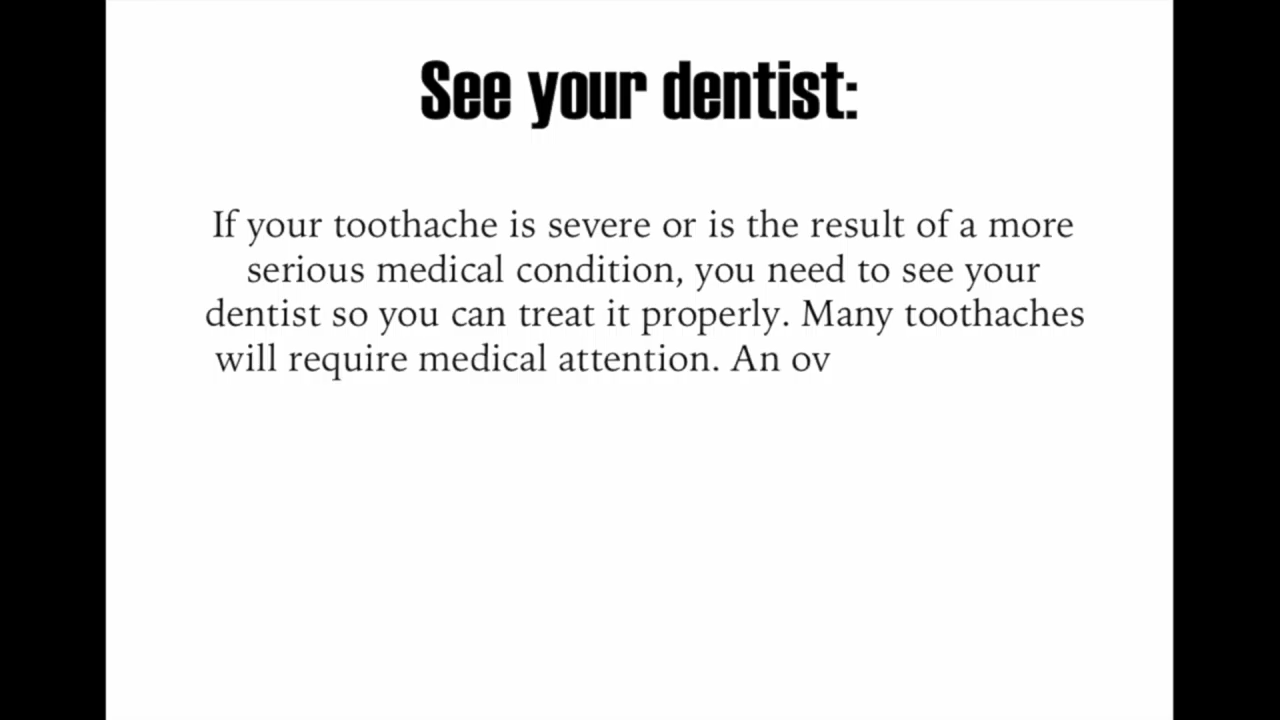 See your dentist:
If your toothache is severe or is the result of a more
serious medical condition, you need to see your
dentist so you can treat it properly. Many toothaches
will require medical attention. An ov